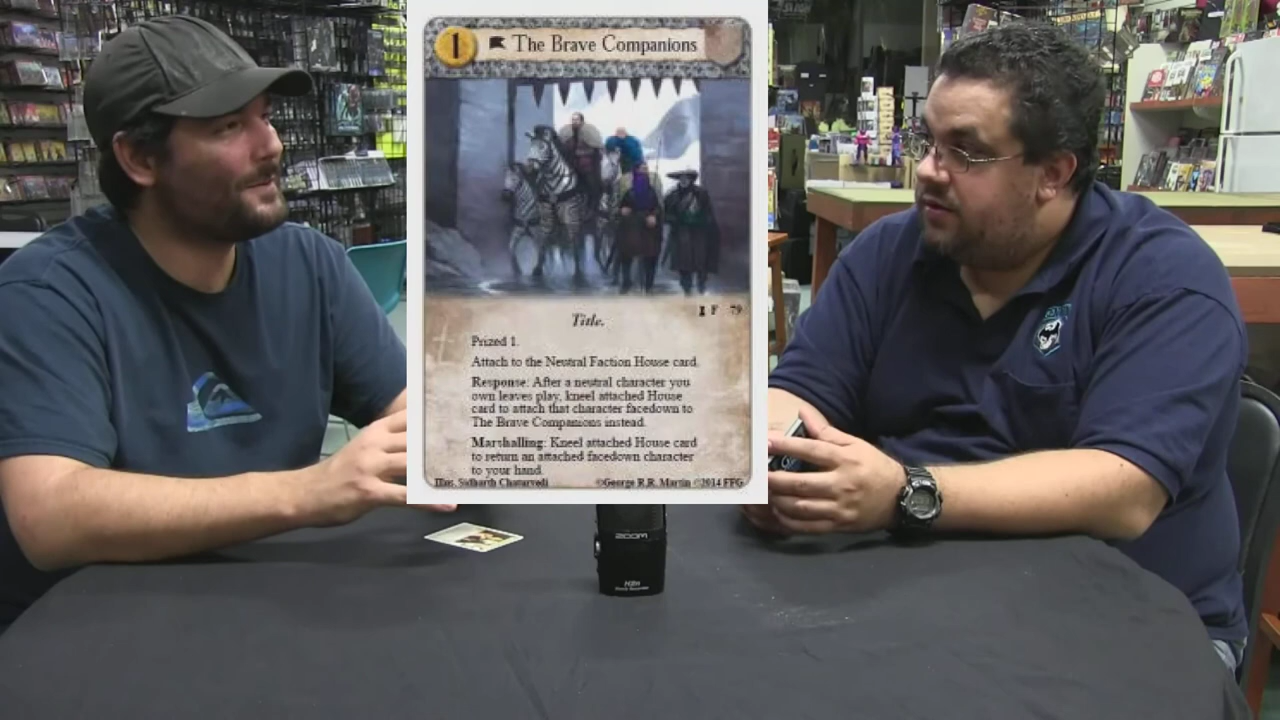 1
The Brave Companions
F 79
Title.
Prized 1.
Attach to the Neutral Faction House card.
Response: After a neutral character you
own leaves play, kneel attached House
card to attach that character facedown to
The Brave Companions instead.
Marshalling: Kneel attached House card
to return an attached facedown character
to your hand.
Illus. Sidharth Chaturvedi ©George R.R. Martin ©2014 FFG
zoom
H2n